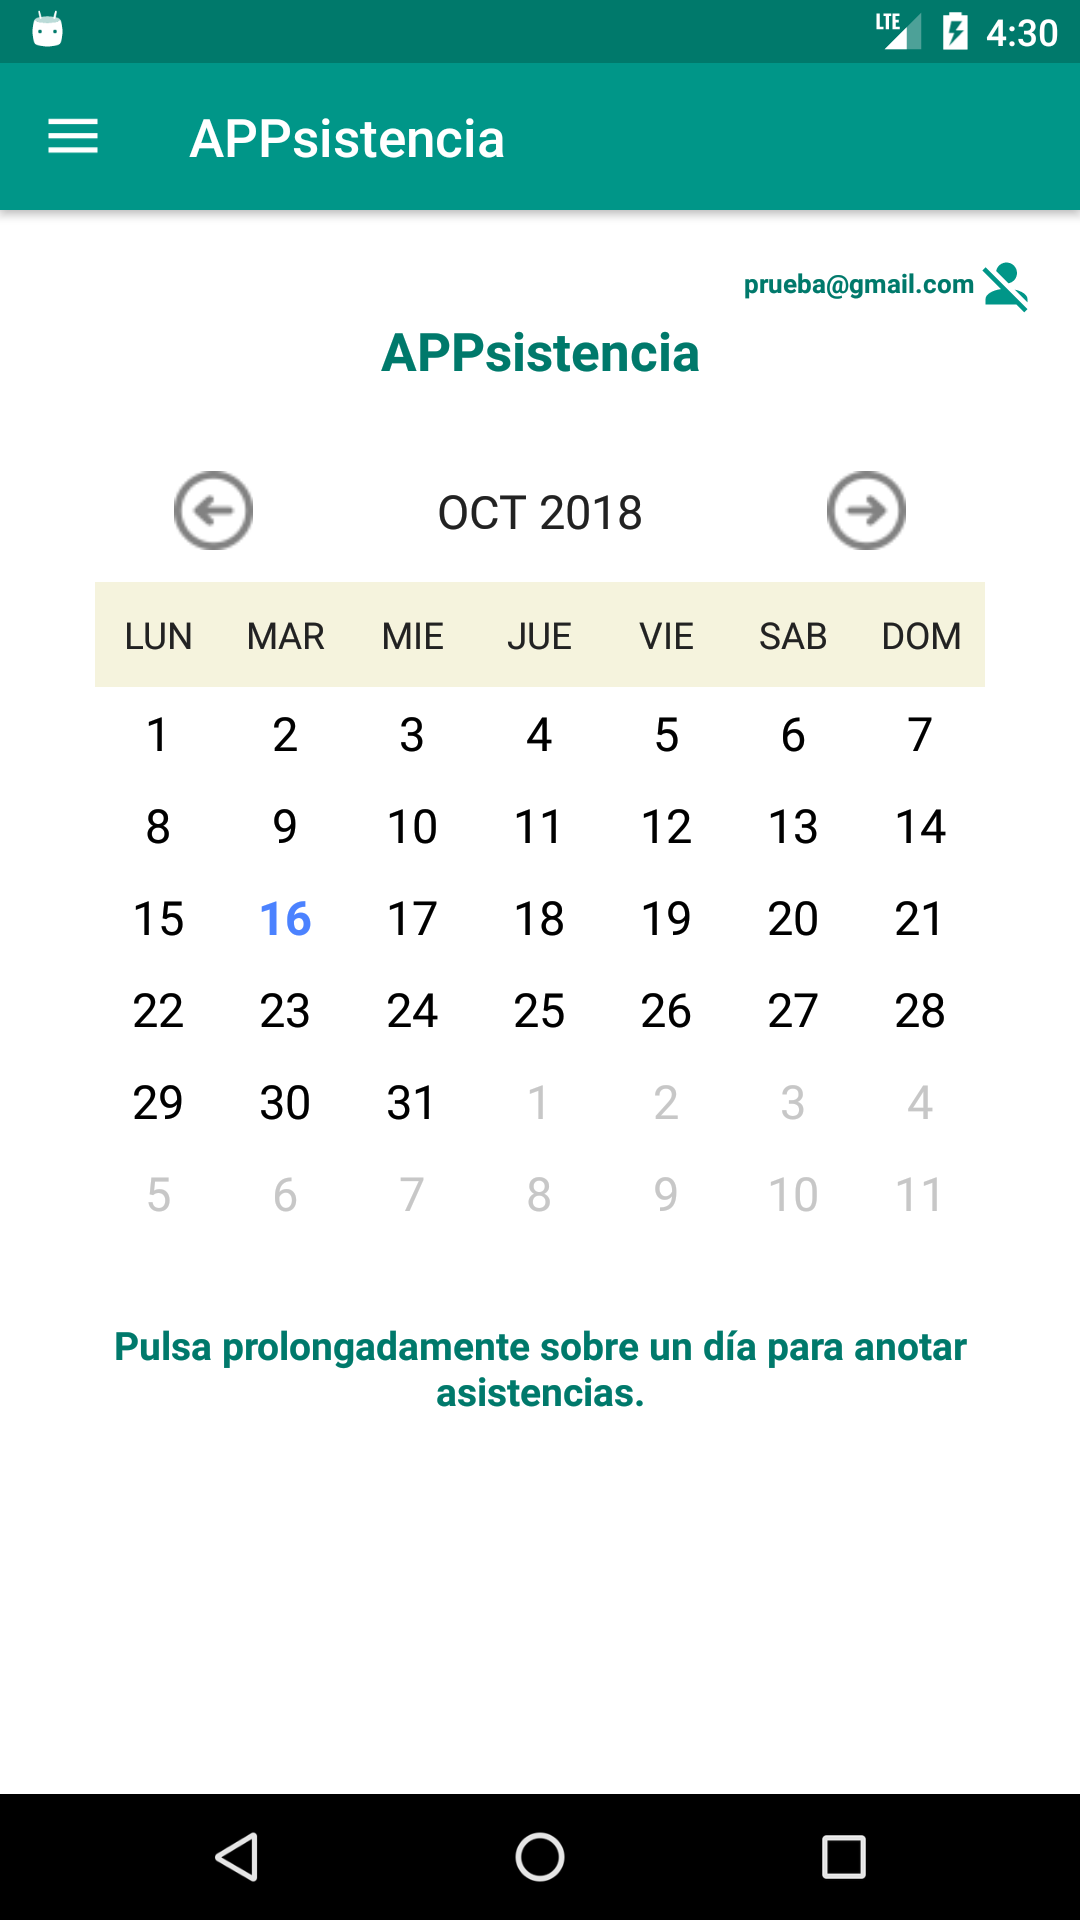 LTE 4:30
APPsistencia
prueba@gmail.com
APPsistencia
OCT 2018
LUN MAR MIE JUE VIE SAB DOM
1 2 3 4 5 6 7
8 9 10 11 12 13 14
15 16 17 18 19 20 21
22 23 24 25 26 27 28
29 30 31 1 2 3 4
5 6 7 8 9 10 11
Pulsa prolongadamente sobre un día para anotar
asistencias.